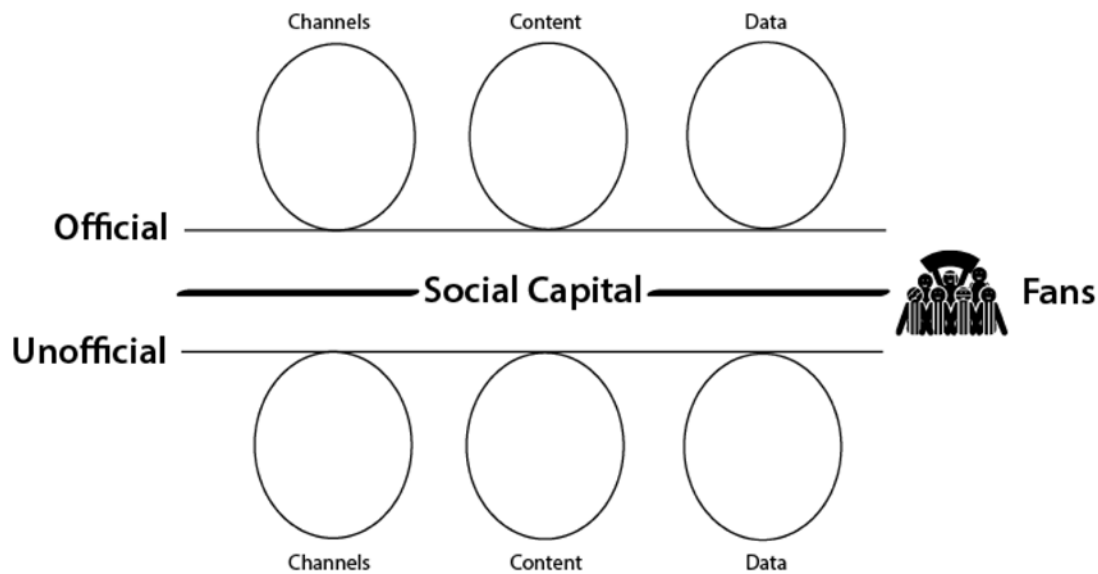 Channels
Content
Data
Official
Social Capital
Fans
Unofficial
Channels
Content
Data